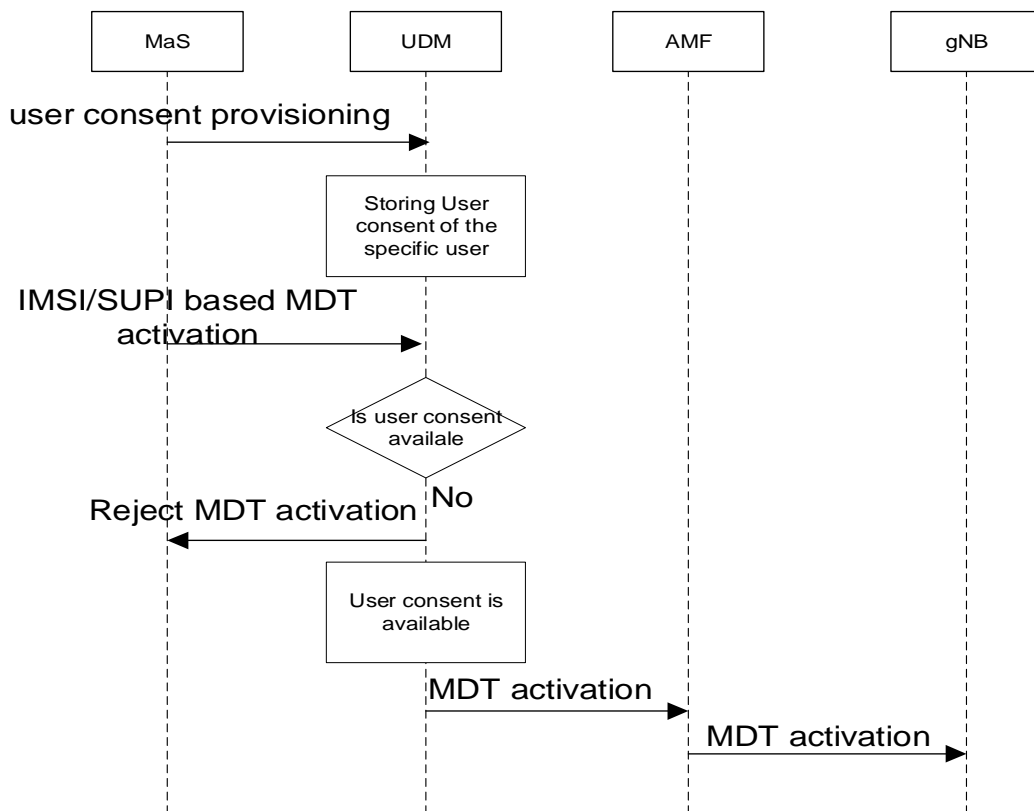 MaS
UDM
AMF
gNB
user consent provisioning
Storing User
consent of the
specific user
IMSI/SUPI based MDT
activation
Is user consent
availale
No
Reject MDT activation
User consent is
available
MDT activation
MDT activation